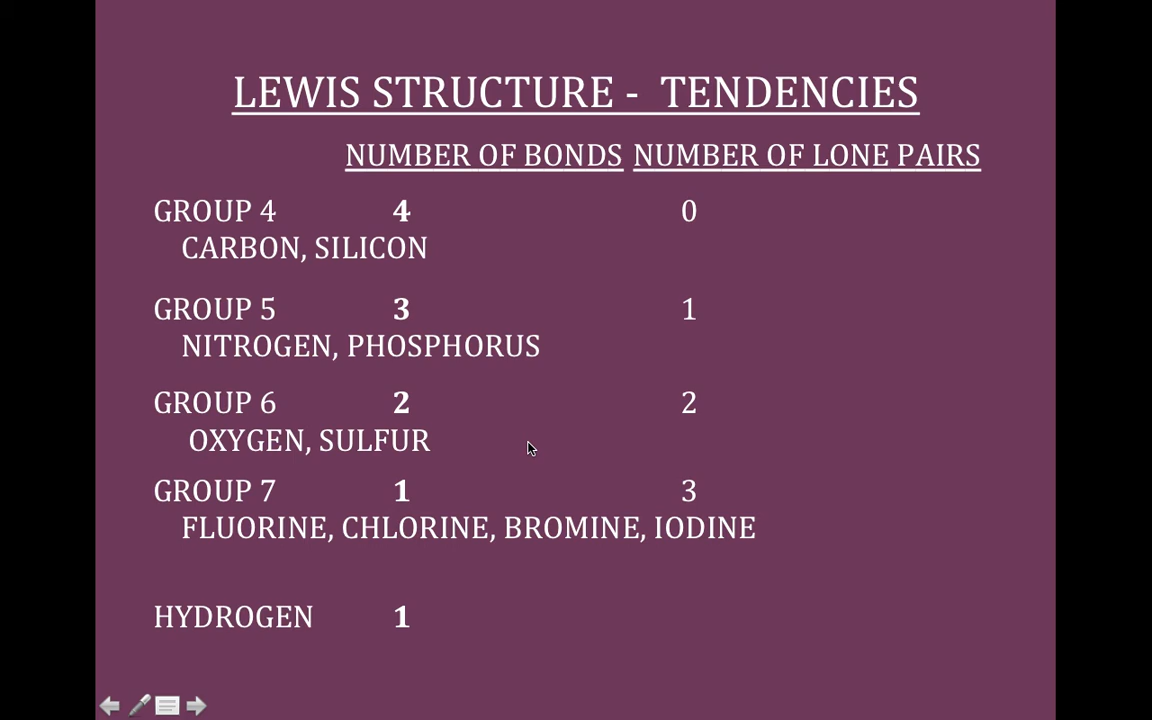 LEWIS STRUCTURE - TENDENCIES
NUMBER OF BONDS NUMBER OF LONE PAIRS
GROUP 4 4 0
CARBON, SILICON
GROUP 5 3 1
NITROGEN, PHOSPHORUS
GROUP 6 2 2
OXYGEN, SULFUR
GROUP 7 1 3
FLUORINE, CHLORINE, BROMINE, IODINE
HYDROGEN 1